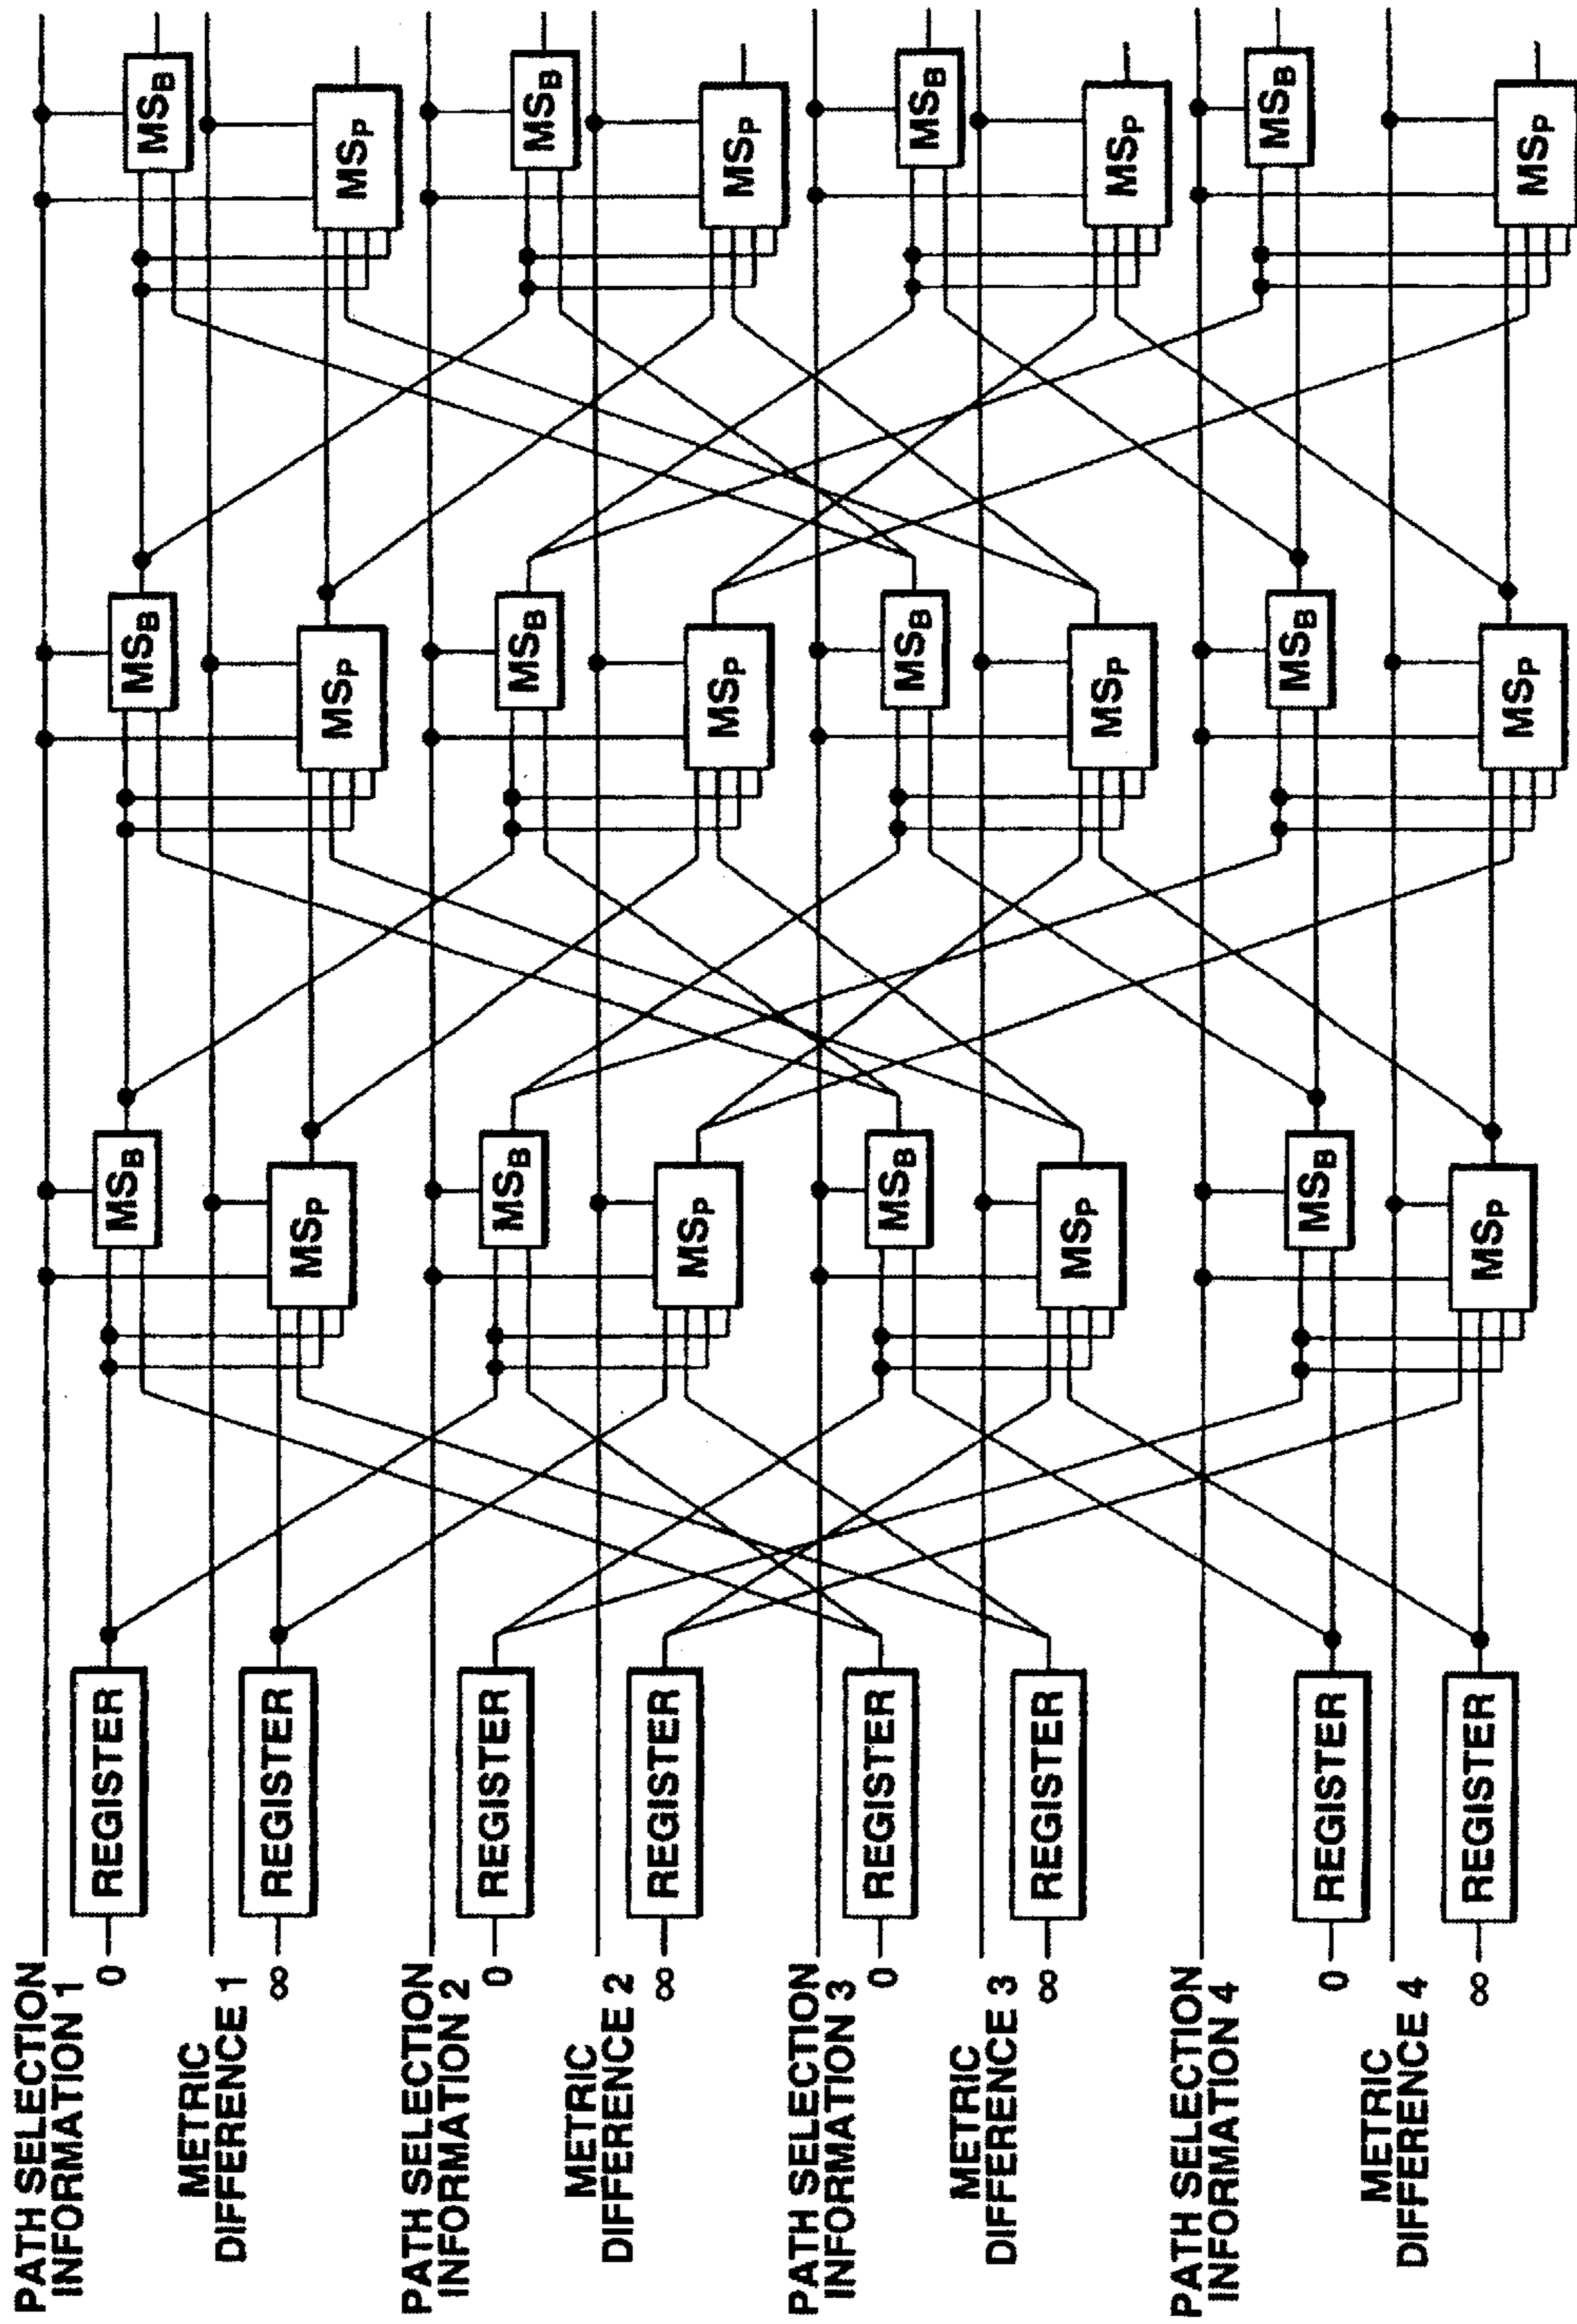 PATH SELECTION
INFORMATION 1
0 REGISTER MSB MSB MSB
METRIC
DIFFERENCE 1
∞ REGISTER MSP MSP MSP
PATH SELECTION
INFORMATION 2
0 REGISTER MSB MSB MSB
METRIC
DIFFERENCE 2
∞ REGISTER MSP MSP MSP
PATH SELECTION
INFORMATION 3
0 REGISTER MSB MSB MSB
METRIC
DIFFERENCE 3
∞ REGISTER MSP MSP MSP
PATH SELECTION
INFORMATION 4
0 REGISTER MSB MSB MSB
METRIC
DIFFERENCE 4
∞ REGISTER MSP MSP MSP